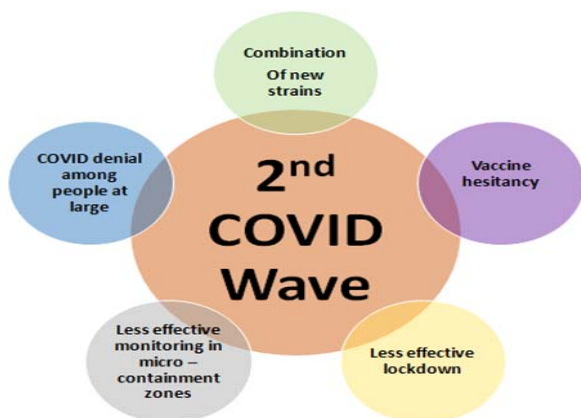 Combination
Of new
strains
COVID denial
among
people at
large
2nd
COVID
Wave
Vaccine
hesitancy
Less effective
monitoring in
micro –
containment
zones
Less effective
lockdown